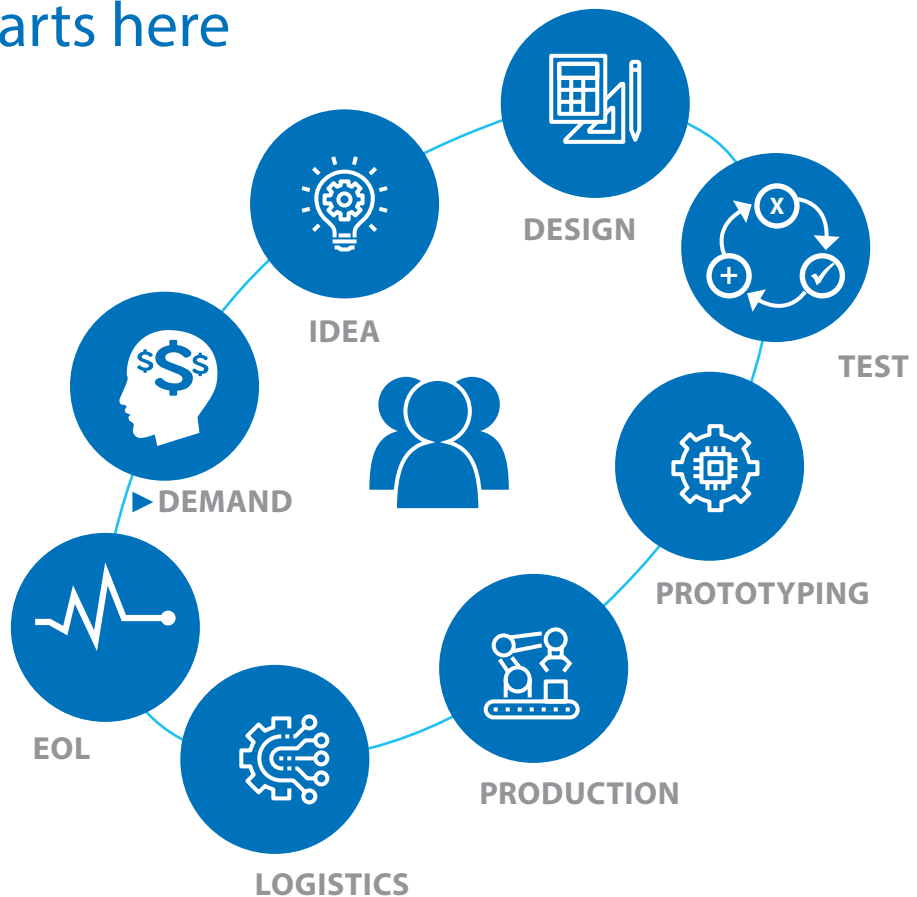 arts here
DESIGN
IDEA
TEST
X
+
$ $ $
DEMAND
PROTOTYPING
EOL
PRODUCTION
LOGISTICS